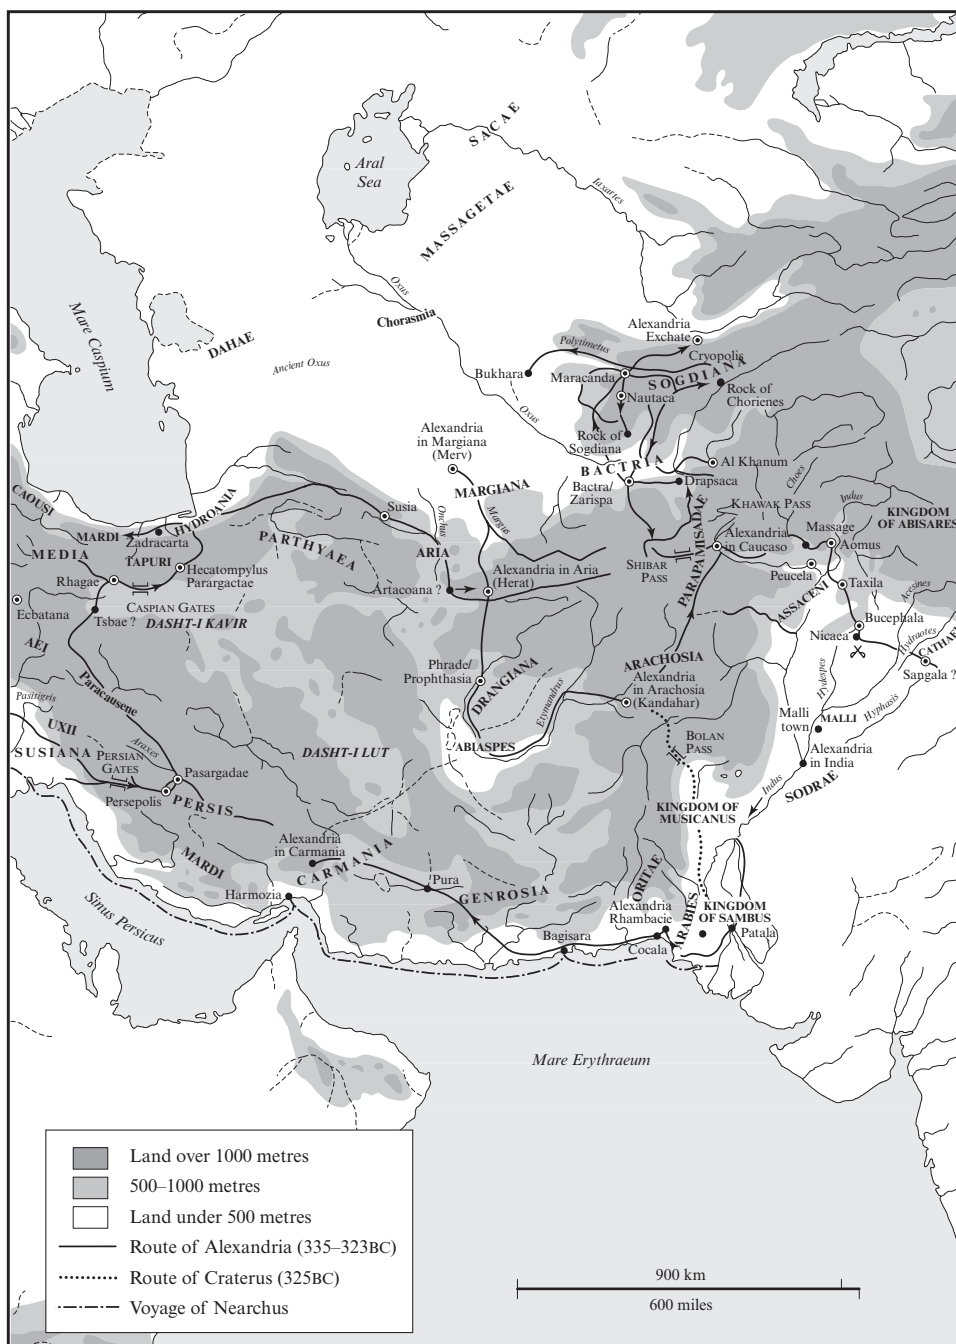 Aral
Sea
SACAE
Iaxartes
MASSAGETAE
Mare Caspium
Oxus
Chorasmia
DAHAE
Ancient Oxus
Alexandria
Exchate
Polytimetus
Cryopolis
Bukhara
Maracanda
SOGDIANA
Nautaca
Rock of
Chorienes
Oxus
Rock of
Sogdiana
Alexandria
in Margiana
(Merv)
BACTRIA
Al Khanum
Choes
Bactra/
Zarispa
Drapsaca
MARGIANA
CAOUSI
HYDROANIA
Susia
Onchus
Margus
KHAWAK PASS
Indus
KINGDOM
OF ABISARES
MARDI
Zadracarta
PARTHYAEA
ARIA
PARAPAMISADAE
Alexandria
in Caucaso
Massage
Aornus
MEDIA
TAPURI
Hecatompylus
Parargactae
Rhagae
Artacoana ?
Alexandria in Aria
(Herat)
SHIBAR
PASS
Peucela
ASSACENI
Taxila
Acesines
Ecbatana
CASPIAN GATES
Tsbae ?
DASHT-I KAVIR
Bucephala
Nicaea
Hydraotes
CATHAEI
AEI
Phrade/
Prophthasia
DRANGIANA
Etymandrus
ARACHOSIA
Alexandria
in Arachosia
(Kandahar)
Hydespes
Sangala ?
Paracausene
Pasitigris
Hyphasis
Malli
town
MALLI
UXII
SUSIANA
PERSIAN
GATES
Araxes
DASHT-I LUT
ABIASPES
BOLAN
PASS
Alexandria
in India
Pasargadae
Persepolis
PERSIS
Indus
SODRAE
KINGDOM OF
MUSICANUS
MARDI
Alexandria
in Carmania
CARMANIA
Harmozia
Pura
GENROSIA
ORITAE
Alexandria
Rhambacie
ARABIES
KINGDOM
OF SAMBUS
Sinus Persicus
Bagisara
Cocala
Patala
Mare Erythraeum
Land over 1000 metres
500–1000 metres
Land under 500 metres
Route of Alexandria (335–323BC)
Route of Craterus (325BC)
Voyage of Nearchus
900 km
600 miles